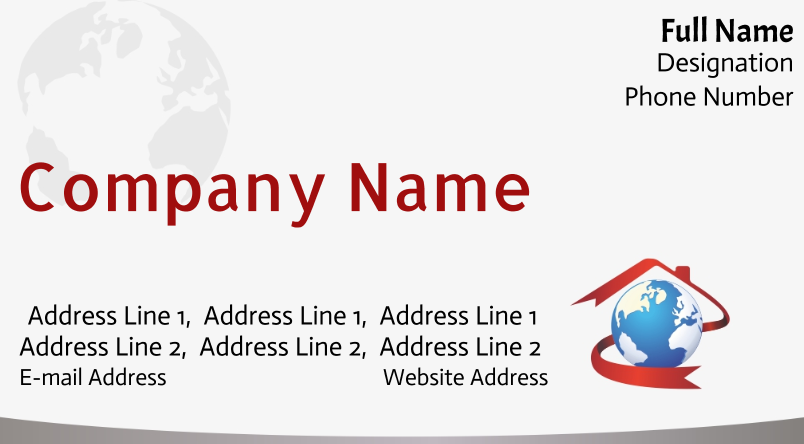 Full Name
Designation
Phone Number
Company Name
Address Line 1, Address Line 1, Address Line 1
Address Line 2, Address Line 2, Address Line 2
E-mail Address Website Address